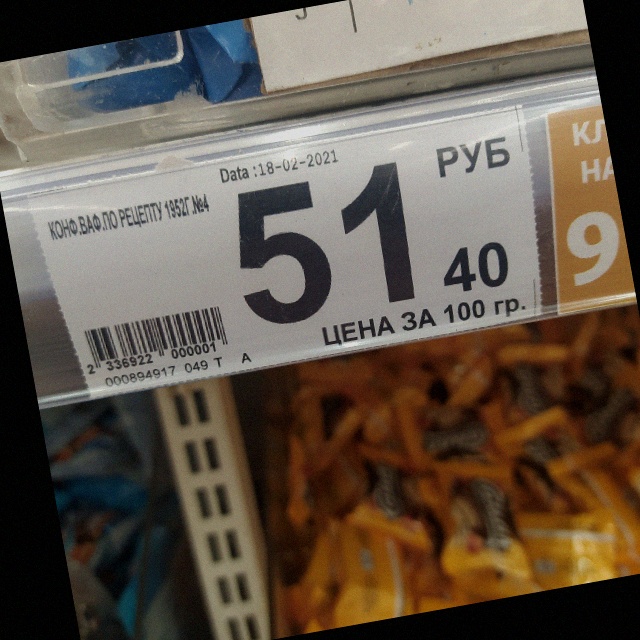 Data :18-02-2021
КОНФ.ВАФ.ПО РЕЦЕПТУ 185Г.№4
51 РУБ
40
ЦЕНА ЗА 100 гр.
2 336922 000001
000894917 049 T A
КЛ
НА
9